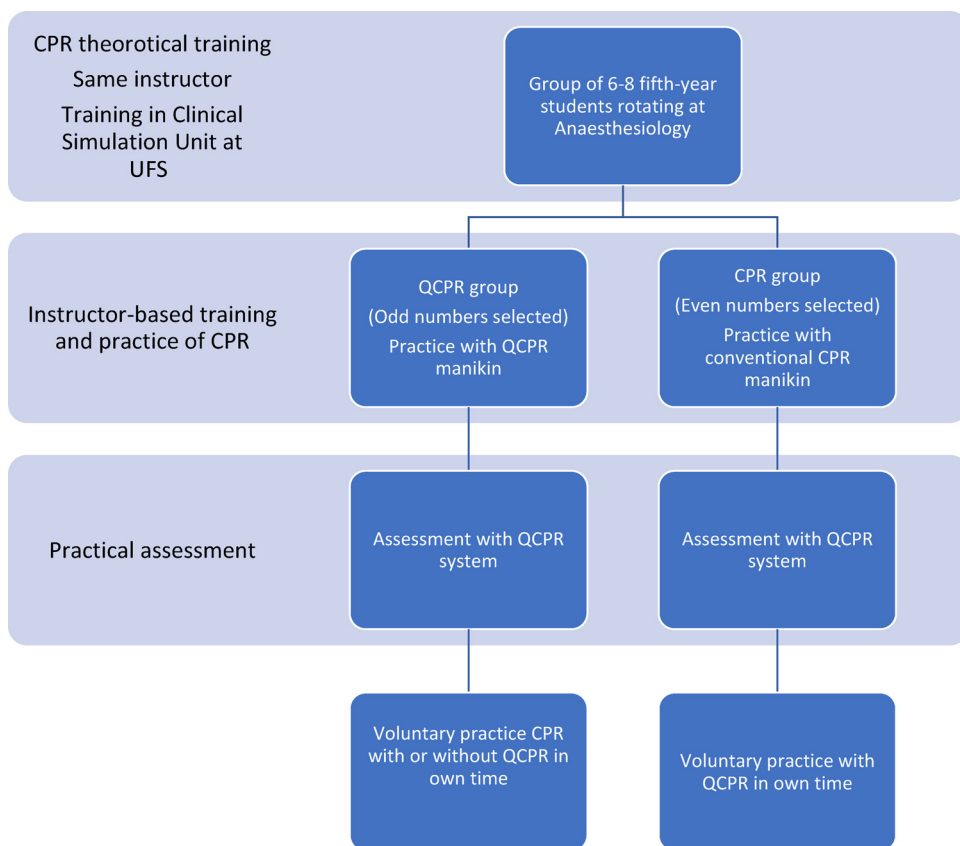 CPR theorotical training
Same instructor
Training in Clinical
Simulation Unit at
UFS
Group of 6-8 fifth-year
students rotating at
Anaesthesiology
Instructor-based training
and practice of CPR
QCPR group
(Odd numbers selected)
Practice with QCPR
manikin
CPR group
(Even numbers selected)
Practice with
conventional CPR
manikin
Practical assessment
Assessment with QCPR
system
Assessment with QCPR
system
Voluntary practice CPR
with or without QCPR in
own time
Voluntary practice with
QCPR in own time